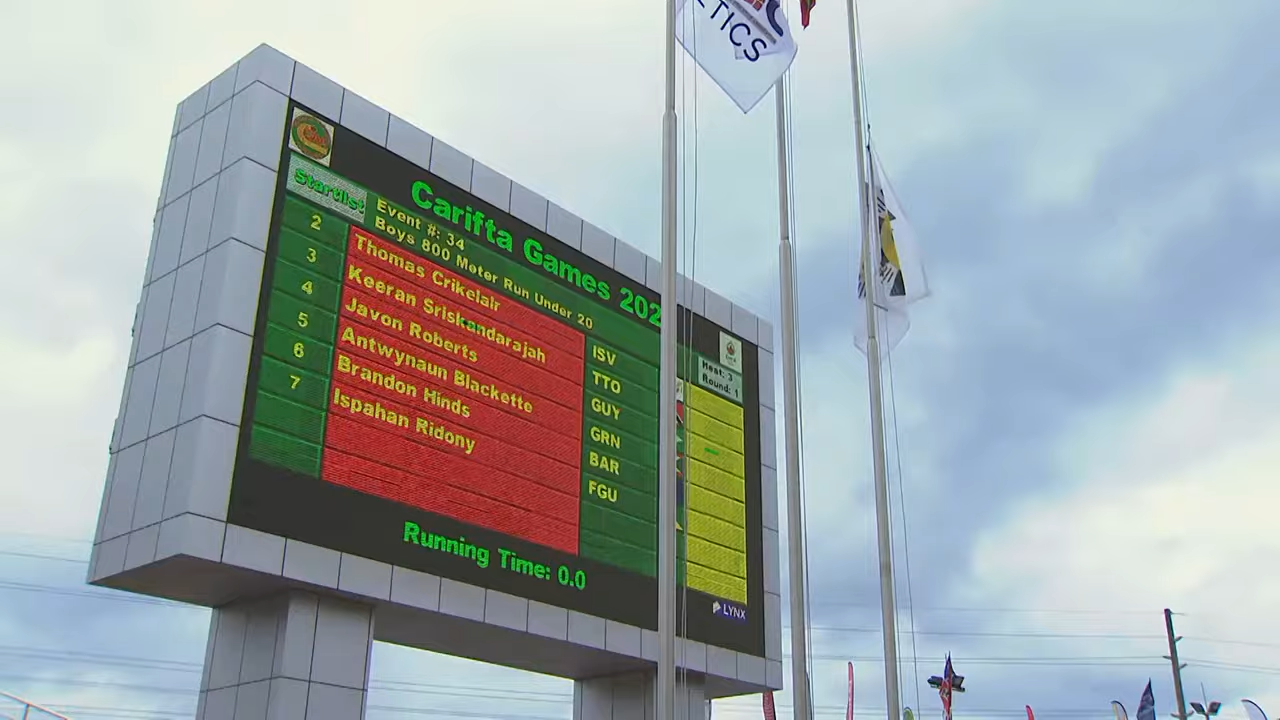 LTICS
Carifta Games 202
Startlist
Event #: 34
Boys 800 Meter Run Under 20
Heat: 3
Round: 1
2 Thomas Crikelair ISV
3 Keeran Sriskandarajah TTO
4 Javon Roberts GUY
5 Antwynaun Blackette GRN
6 Brandon Hinds BAR
7 Ispahan Ridony FGU
Running Time: 0.0
LYNX